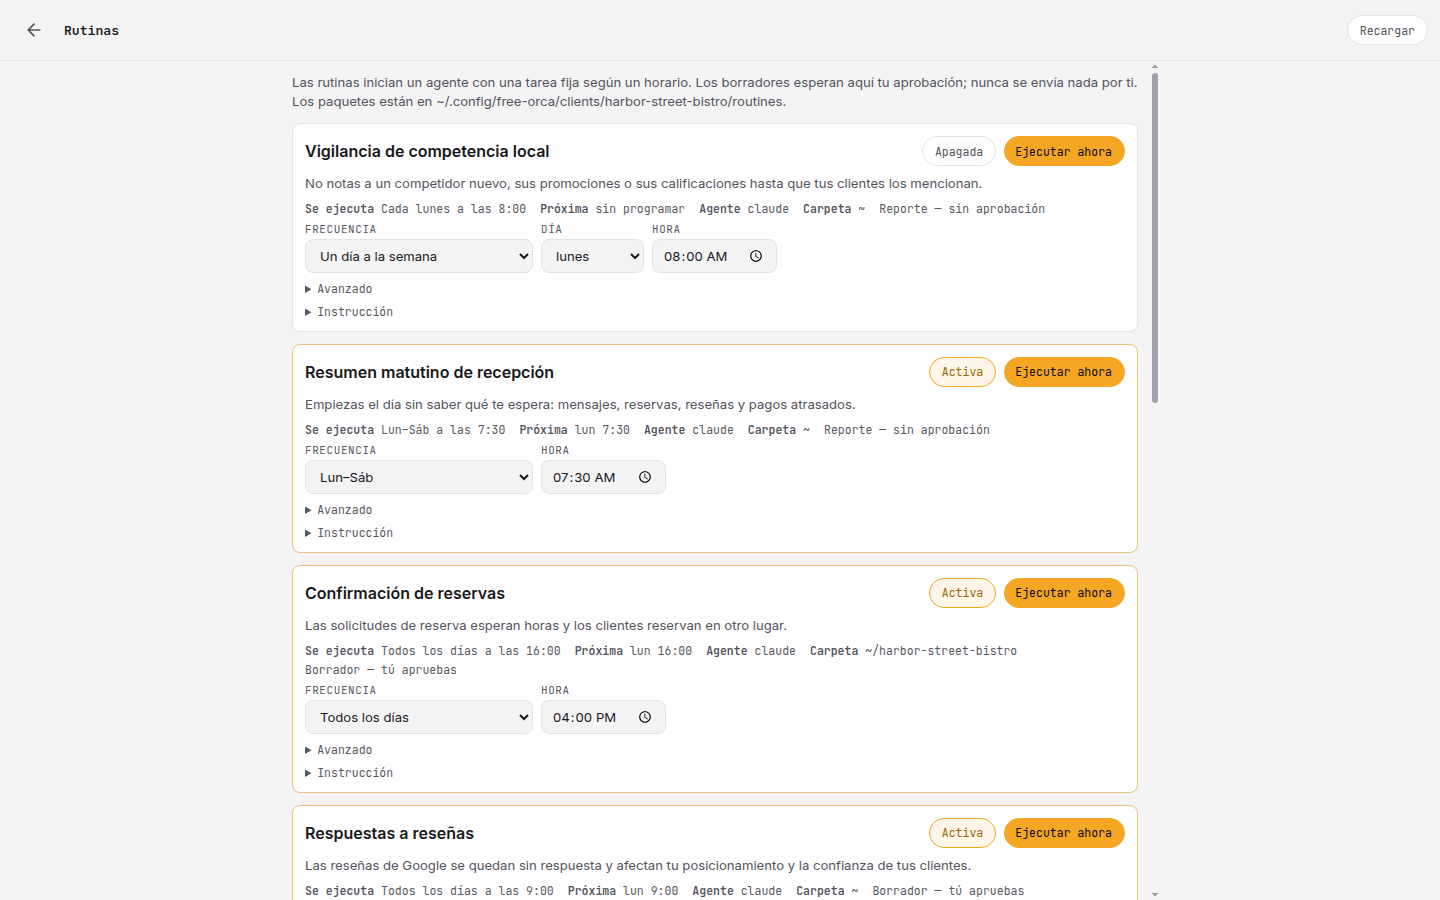 Rutinas
Recargar
Las rutinas inician un agente con una tarea fija según un horario. Los borradores esperan aquí tu aprobación; nunca se envía nada por ti.
Los paquetes están en ~/.config/free-orca/clients/harbor-street-bistro/routines.
Vigilancia de competencia local
Apagada
Ejecutar ahora
No notas a un competidor nuevo, sus promociones o sus calificaciones hasta que tus clientes los mencionan.
Se ejecuta Cada lunes a las 8:00 Próxima sin programar Agente claude Carpeta ~ Reporte — sin aprobación
FRECUENCIA DÍA HORA
Un día a la semana lunes 08:00 AM
Avanzado
Instrucción
Resumen matutino de recepción
Activa
Ejecutar ahora
Empiezas el día sin saber qué te espera: mensajes, reservas, reseñas y pagos atrasados.
Se ejecuta Lun–Sáb a las 7:30 Próxima lun 7:30 Agente claude Carpeta ~ Reporte — sin aprobación
FRECUENCIA HORA
Lun–Sáb 07:30 AM
Avanzado
Instrucción
Confirmación de reservas
Activa
Ejecutar ahora
Las solicitudes de reserva esperan horas y los clientes reservan en otro lugar.
Se ejecuta Todos los días a las 16:00 Próxima lun 16:00 Agente claude Carpeta ~/harbor-street-bistro
Borrador — tú apruebas
FRECUENCIA HORA
Todos los días 04:00 PM
Avanzado
Instrucción
Respuestas a reseñas
Activa
Ejecutar ahora
Las reseñas de Google se quedan sin respuesta y afectan tu posicionamiento y la confianza de tus clientes.
Se ejecuta Todos los días a las 9:00 Próxima lun 9:00 Agente claude Carpeta ~ Borrador — tú apruebas